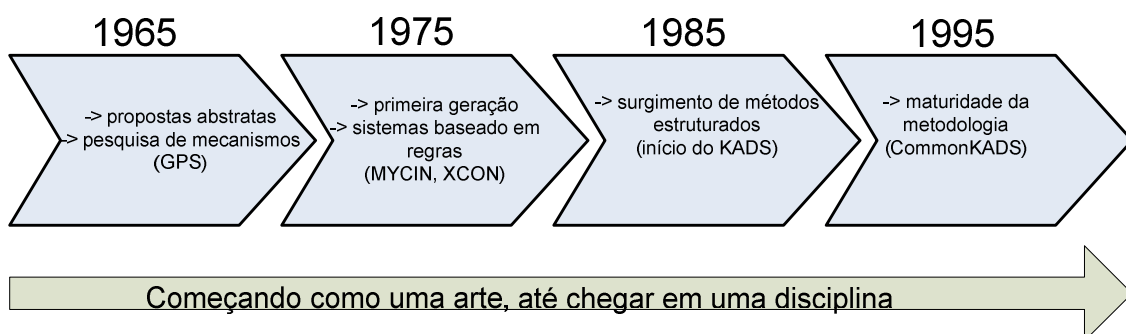 1965
-> propostas abstratas
-> pesquisa de mecanismos
(GPS)
1975
-> primeira geração
-> sistemas baseado em
regras
(MYCIN, XCON)
1985
-> surgimento de métodos
estruturados
(início do KADS)
1995
-> maturidade da
metodologia
(CommonKADS)
Começando como uma arte, até chegar em uma disciplina